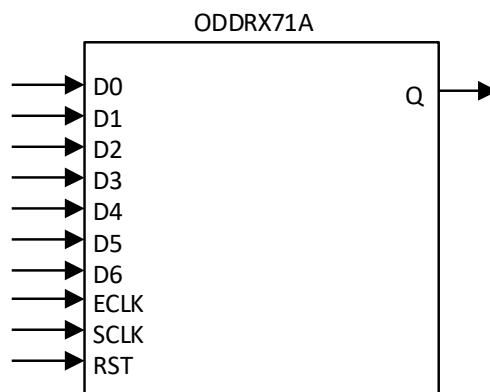 ODDRX71A
D0
Q
D1
D2
D3
D4
D5
D6
ECLK
SCLK
RST